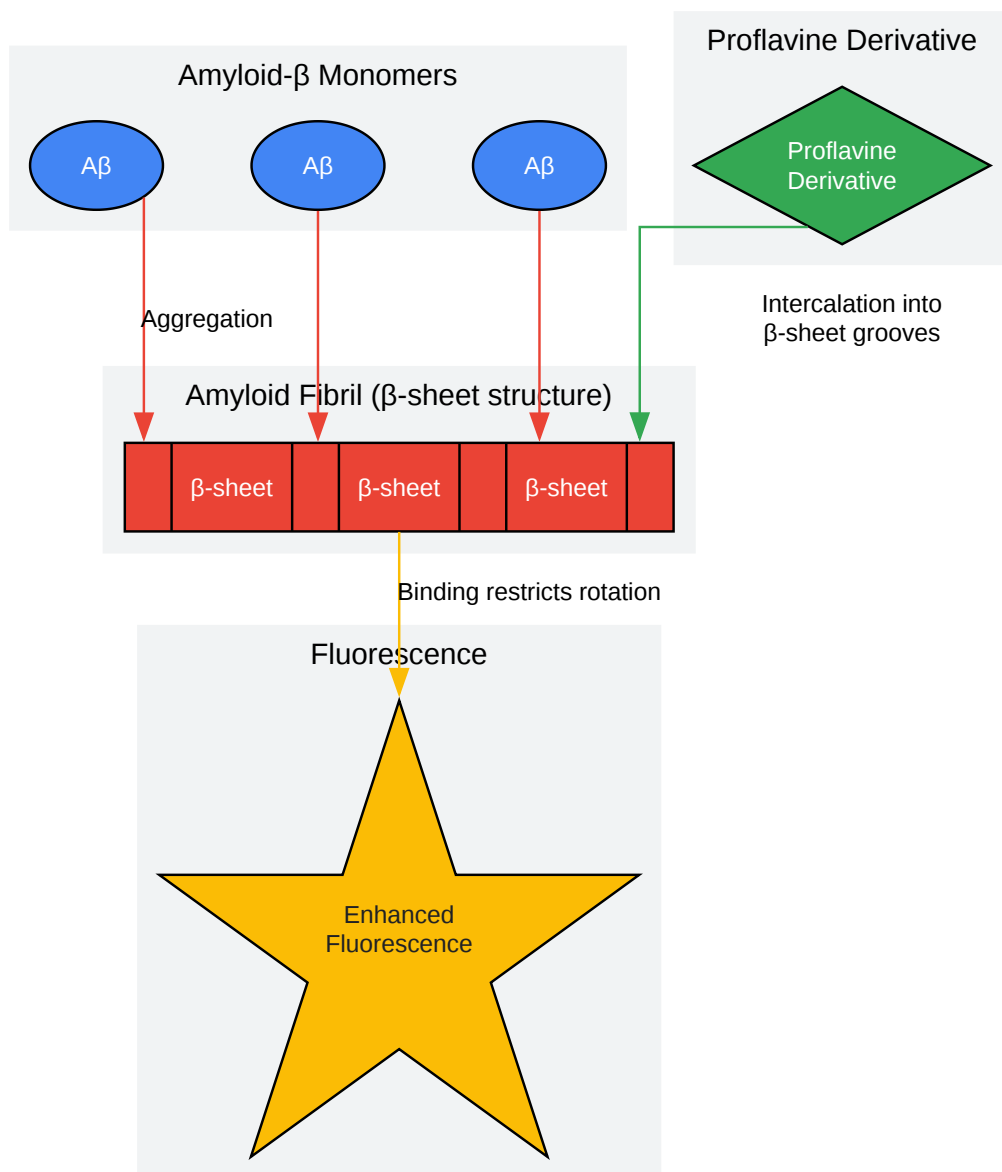 Proflavine Derivative
Amyloid-β Monomers
Aβ
Aβ
Aβ
Proflavine
Derivative
Intercalation into
β-sheet grooves
Aggregation
Amyloid Fibril (β-sheet structure)
β-sheet
β-sheet
β-sheet
Binding restricts rotation
Fluorescence
Enhanced
Fluorescence